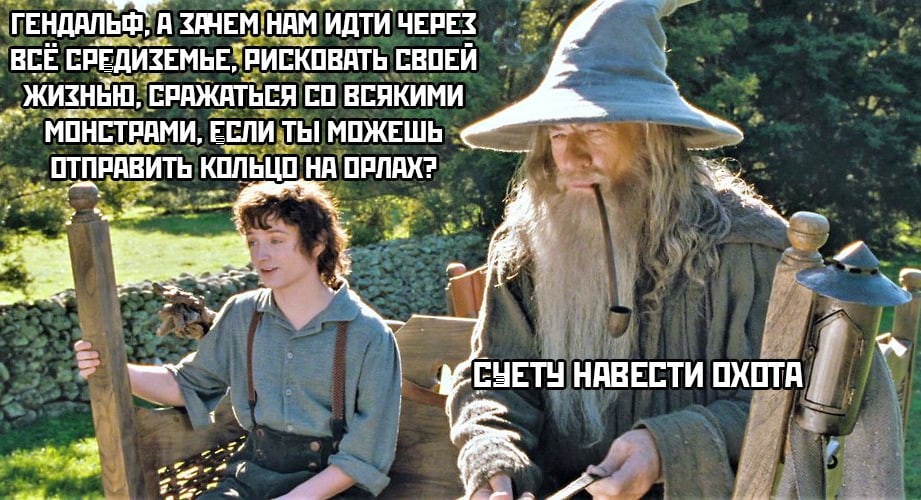 ГЕНДАЛЬФ, А ЗАЧЕМ НАМ ИДТИ ЧЕРЕЗ
ВСЁ СРЕДИЗЕМЬЕ, РИСКОВАТЬ СВОЕЙ
ЖИЗНЬЮ, СРАЖАТЬСЯ СО ВСЯКИМИ
МОНСТРАМИ, ЕСЛИ ТЫ МОЖЕШЬ
ОТПРАВИТЬ КОЛЬЦО НА ОРЛАХ?
СУЕТУ НАВЕСТИ ОХОТА